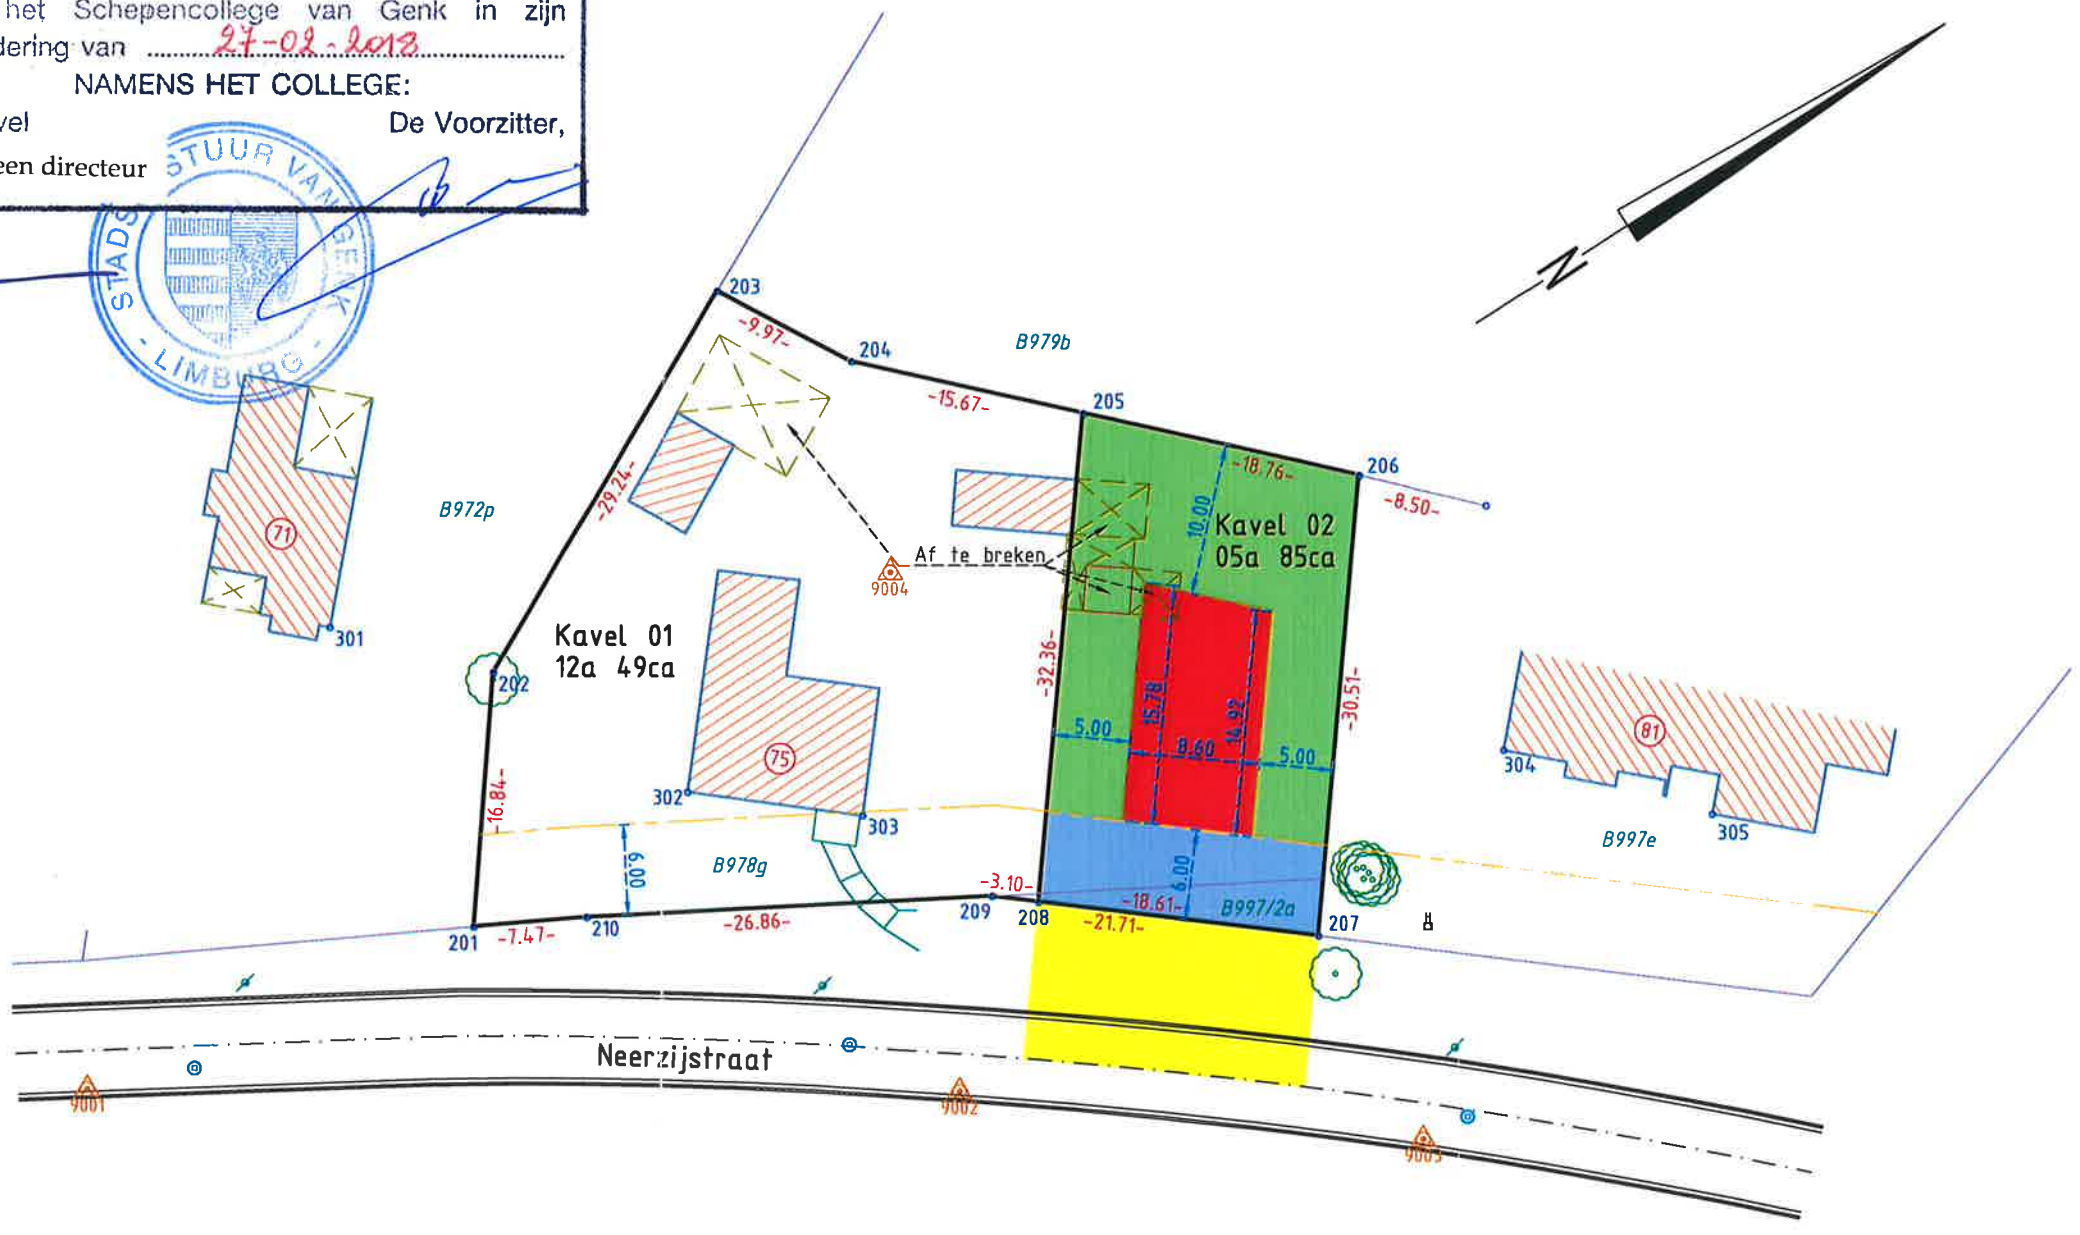 het Schepencollege van Genk in zijn
dering van 27-02-2018
NAMENS HET COLLEGE:
vel De Voorzitter,
een directeur
STADSBESTUUR VAN GENK
- LIMBURG -
N
203
-9.97-
204
B979b
-15.67-
205
-18.76-
206
-8.50-
B972p
-29.24-
10.00
Kavel 02
05a 85ca
71
Af te breken
9004
301
Kavel 01
12a 49ca
202
-32.36-
-30.51-
15.78
14.92
5.00
8.60
5.00
75
81
304
302
303
305
-16.84-
6.00
B978g
B997e
6.00
-3.10-
209
208
-18.61-
B997/2a
-21.71-
207
201
-7.47-
210
-26.86-
Neerzijstraat
9001
9002
9003